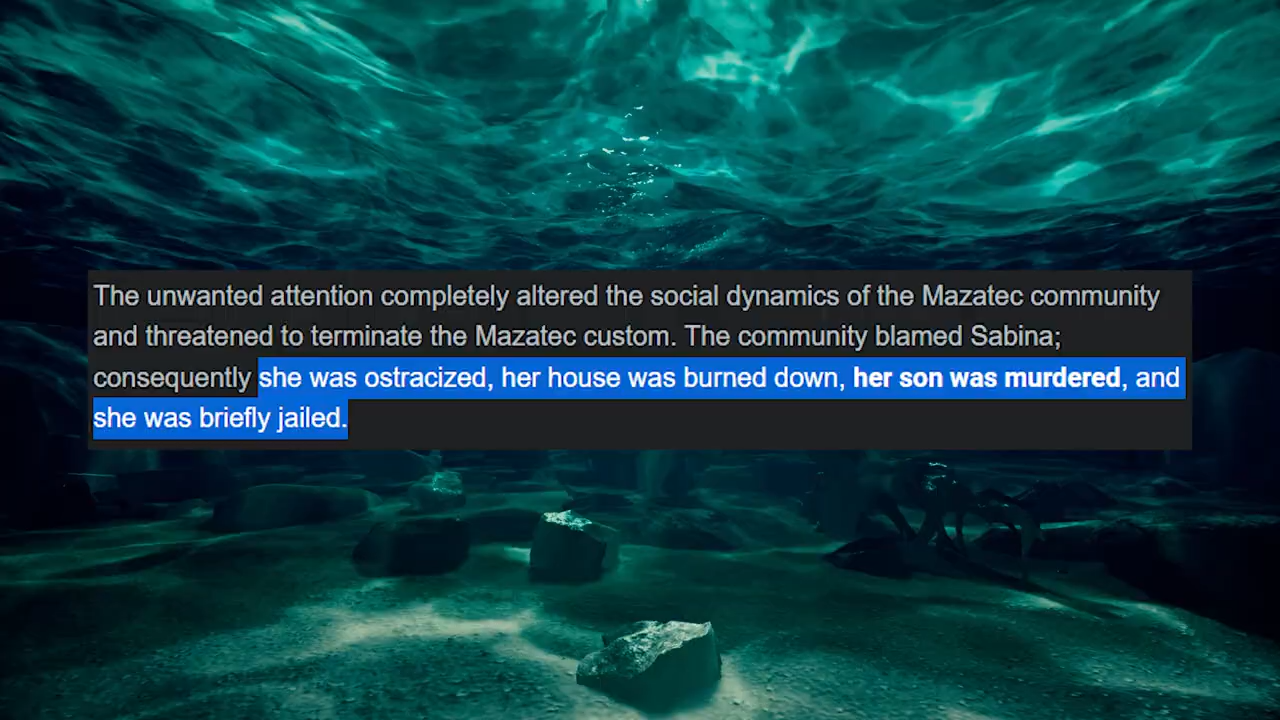 The unwanted attention completely altered the social dynamics of the Mazatec community
and threatened to terminate the Mazatec custom. The community blamed Sabina;
consequently she was ostracized, her house was burned down, her son was murdered, and
she was briefly jailed.